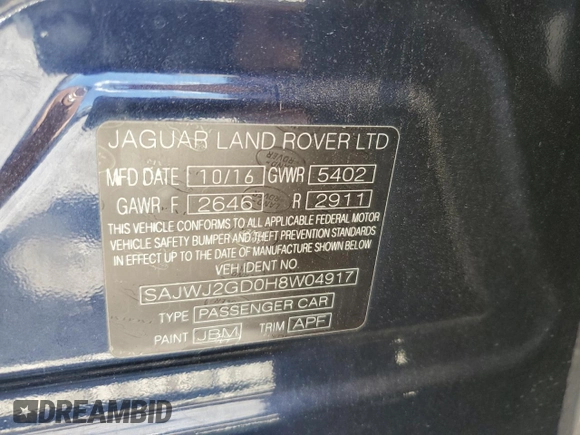 JAGUAR LAND ROVER LTD
MFD DATE 10/16 GVWR 5402
GAWR F 2646 R 2911
THIS VEHICLE CONFORMS TO ALL APPLICABLE FEDERAL MOTOR
VEHICLE SAFETY BUMPER AND THEFT PREVENTION STANDARDS
IN EFFECT UP TO THE DATE OF MANUFACTURE SHOWN BELOW
VEH IDENT NO
SAJWJ2GD0H8W04917
TYPE PASSENGER CAR
PAINT JBM TRIM APF
DREAMBID